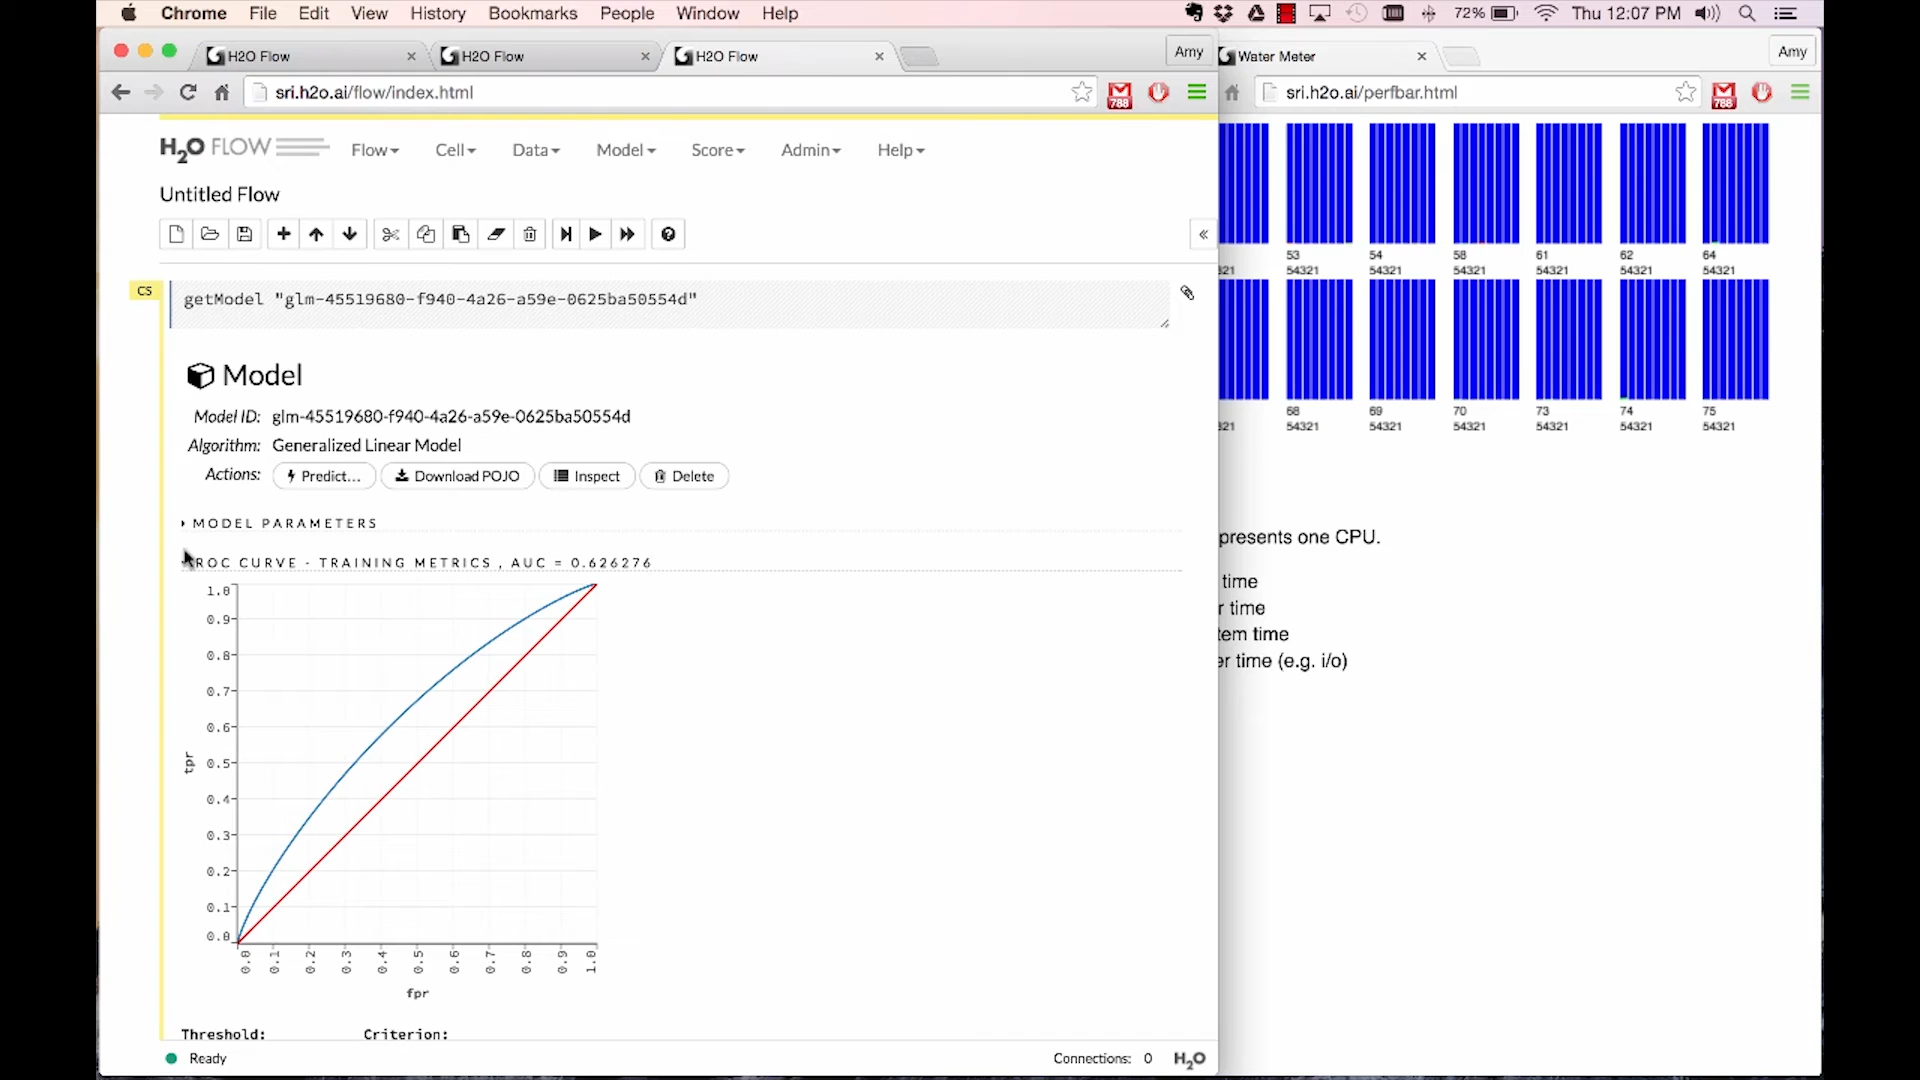 Chrome File Edit View History Bookmarks People Window Help 72% Thu 12:07 PM
H2O Flow H2O Flow H2O Flow Amy Water Meter Amy
sri.h2o.ai/flow/index.html 788 sri.h2o.ai/perfbar.html 788
H2O FLOW Flow Cell Data Model Score Admin Help
Untitled Flow
CS
getModel "glm-45519680-f940-4a26-a59e-0625ba50554d"
Model
Model ID: glm-45519680-f940-4a26-a59e-0625ba50554d
Algorithm: Generalized Linear Model
Actions: Predict... Download POJO Inspect Delete
MODEL PARAMETERS
ROC CURVE - TRAINING METRICS , AUC = 0.626276
1.0
0.9
0.8
0.7
0.6
0.5
0.4
0.3
0.2
0.1
0.0
tpr
0.0 0.1 0.2 0.3 0.4 0.5 0.6 0.7 0.8 0.9 1.0
fpr
Threshold: Criterion:
Ready Connections: 0 H2O
53 54 58 61 62 64
321 54321 54321 54321 54321 54321 54321
68 69 70 73 74 75
321 54321 54321 54321 54321 54321 54321
presents one CPU.
time
r time
tem time
er time (e.g. i/o)